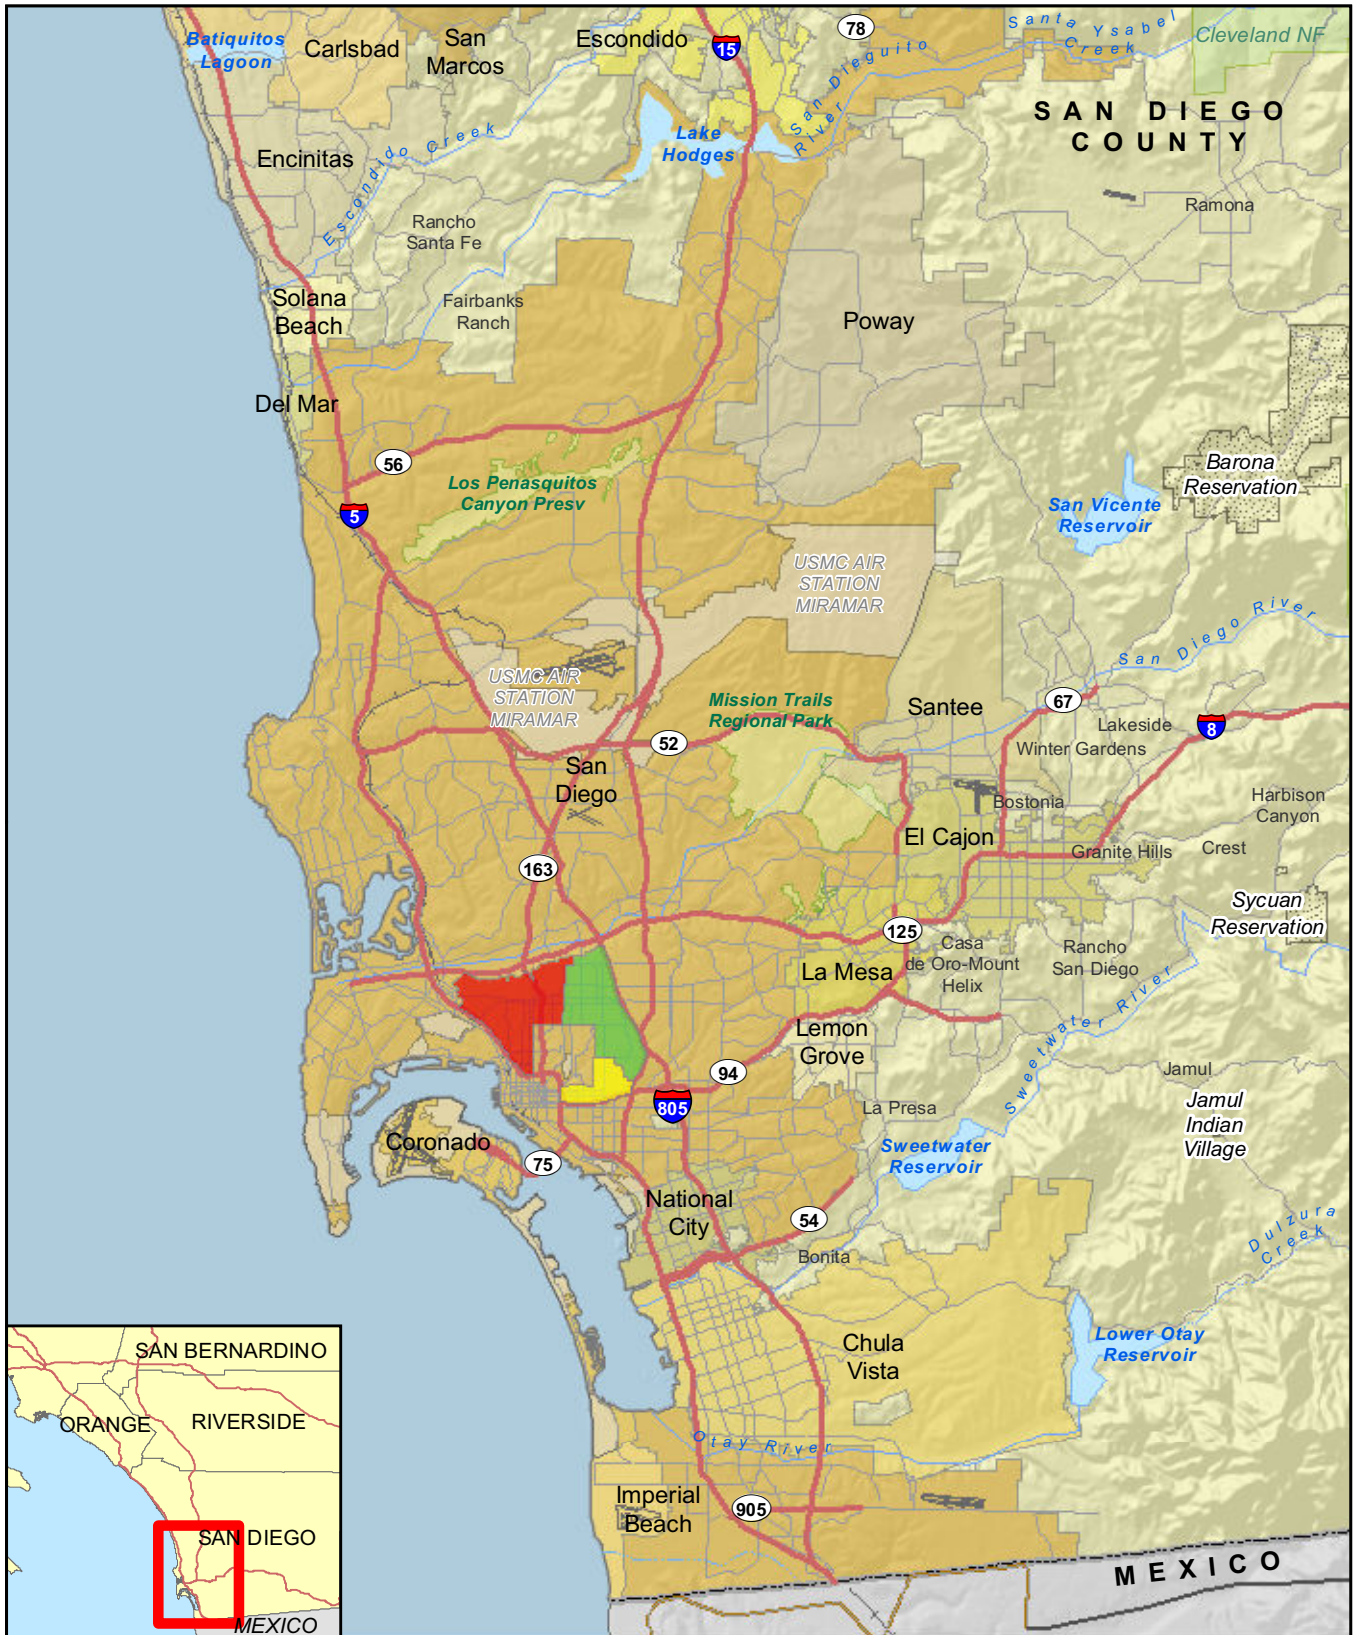 Batiquitos
Lagoon
Carlsbad
San
Marcos
Escondido
15
78
San Dieguito
River
Santa Ysabel
Creek
Cleveland NF
SAN DIEGO
COUNTY
Lake
Hodges
Encinitas
Escondido Creek
Rancho
Santa Fe
Ramona
Solana
Beach
Fairbanks
Ranch
Poway
Del Mar
56
Los Penasquitos
Canyon Presv
5
Barona
Reservation
San Vicente
Reservoir
USMC AIR
STATION
MIRAMAR
San Diego River
USMC AIR
STATION
MIRAMAR
Mission Trails
Regional Park
Santee
67
Lakeside
8
Winter Gardens
52
San
Diego
Bostonia
Harbison
Canyon
El Cajon
Granite Hills
Crest
163
Sycuan
Reservation
125
Casa
de Oro-Mount
Helix
Rancho
San Diego
La Mesa
Lemon
Grove
Sweetwater River
94
Jamul
805
La Presa
Jamul
Indian
Village
Coronado
75
Sweetwater
Reservoir
National
City
54
Bonita
Dulzura
Creek
Chula
Vista
Lower Otay
Reservoir
Otay River
Imperial
Beach
905
MEXICO
SAN BERNARDINO
ORANGE
RIVERSIDE
SAN DIEGO
MEXICO